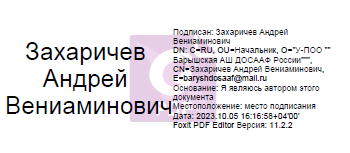 Захаричев
Андрей
Вениаминович
Подписан: Захаричев Андрей
Вениаминович
DN: C=RU, OU=Начальник, O="У-ПОО ""
Барышская АШ ДОСААФ России""",
CN=Захаричев Андрей Вениаминович,
E=baryshdosaaf@mail.ru
Основание: Я являюсь автором этого
документа
Местоположение: место подписания
Дата: 2023.10.05 16:16:58+04'00'
Foxit PDF Editor Версия: 11.2.2